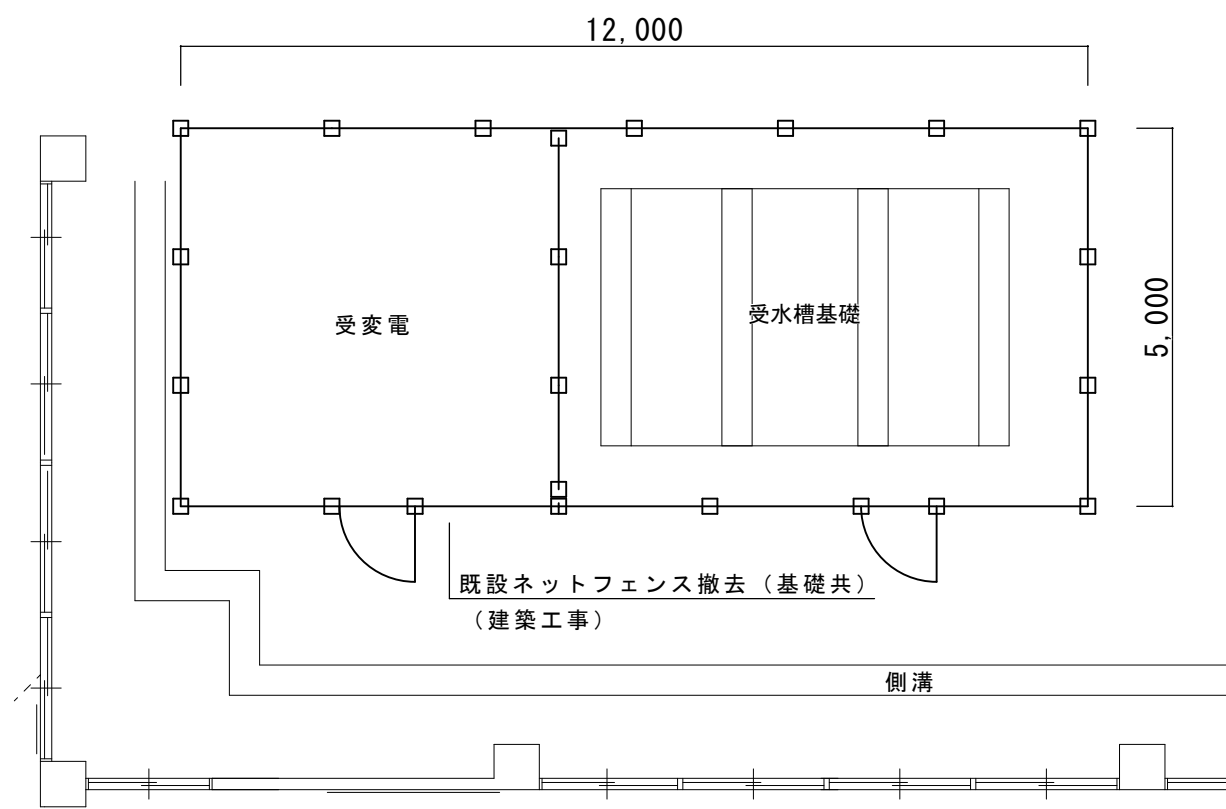 12,000
5,000
受変電
受水槽基礎
既設ネットフェンス撤去（基礎共）
（建築工事）
側溝